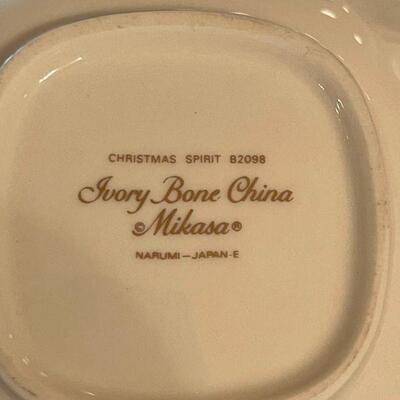 CHRISTMAS SPIRIT B2098
Ivory Bone China
©Mikasa®
NARUMI—JAPAN-E